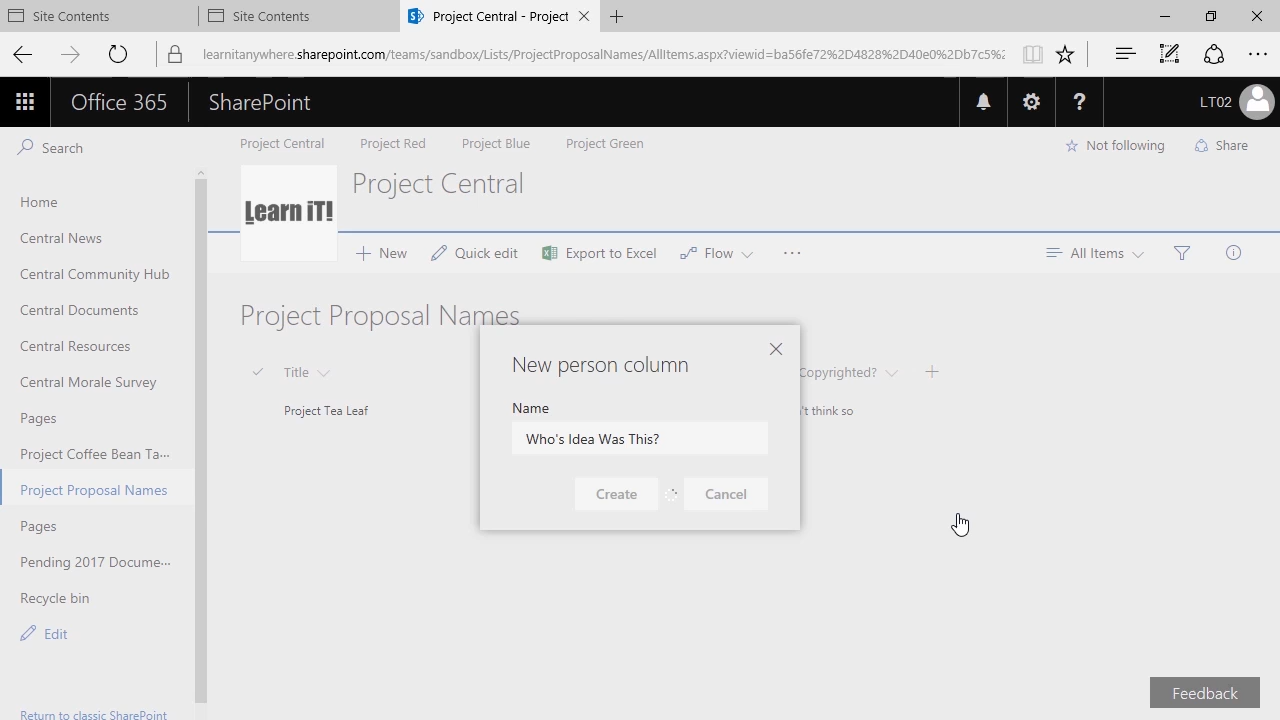 Site Contents
Site Contents
Project Central - Project
learnitanywhere.sharepoint.com/teams/sandbox/Lists/ProjectProposalNames/AllItems.aspx?viewid=ba56fe72%2D4828%2D40e0%2Db7c5%2
Office 365
SharePoint
?
LT02
Search
Project Central
Project Red
Project Blue
Project Green
Not following
Share
Learn iT!
Project Central
Home
Central News
Central Community Hub
Central Documents
Central Resources
Central Morale Survey
Pages
Project Coffee Bean Ta...
Project Proposal Names
Pages
Pending 2017 Docume...
Recycle bin
Edit
Return to classic SharePoint
New
Quick edit
Export to Excel
Flow
...
All Items
Project Proposal Names
Title
Copyrighted?
Project Tea Leaf
't think so
New person column
Name
Who's Idea Was This?
Create
Cancel
Feedback